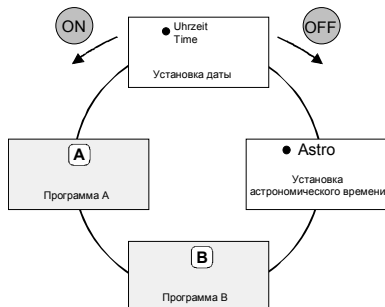 ON
OFF
Uhrzeit
Time
Установка даты
A
Программа A
Astro
Установка
астрономического времени
B
Программа B